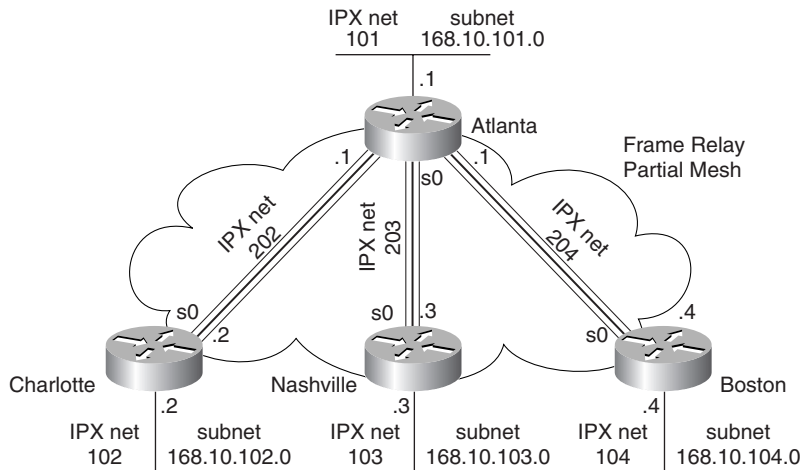 IPX net
101
subnet
168.10.101.0
.1
Atlanta
Frame Relay
Partial Mesh
.1
s0
.1
IPX net
202
IPX net
203
IPX net
204
s0
.2
s0
.3
s0
.4
Charlotte
Nashville
Boston
.2
.3
.4
IPX net
102
subnet
168.10.102.0
IPX net
103
subnet
168.10.103.0
IPX net
104
subnet
168.10.104.0